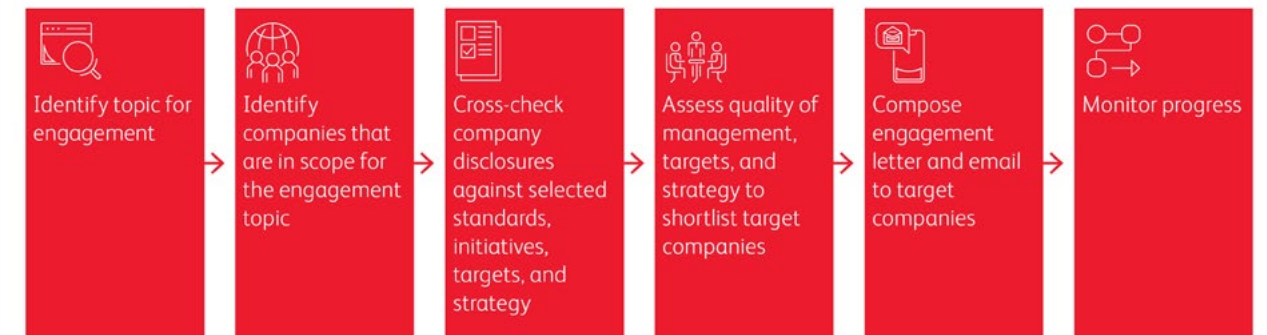 Identify topic for
engagement
Identify
companies that
are in scope for
the engagement
topic
Cross-check
company
disclosures
against selected
standards,
initiatives,
targets, and
strategy
Assess quality of
management,
targets, and
strategy to
shortlist target
companies
Compose
engagement
letter and email
to target
companies
Monitor progress